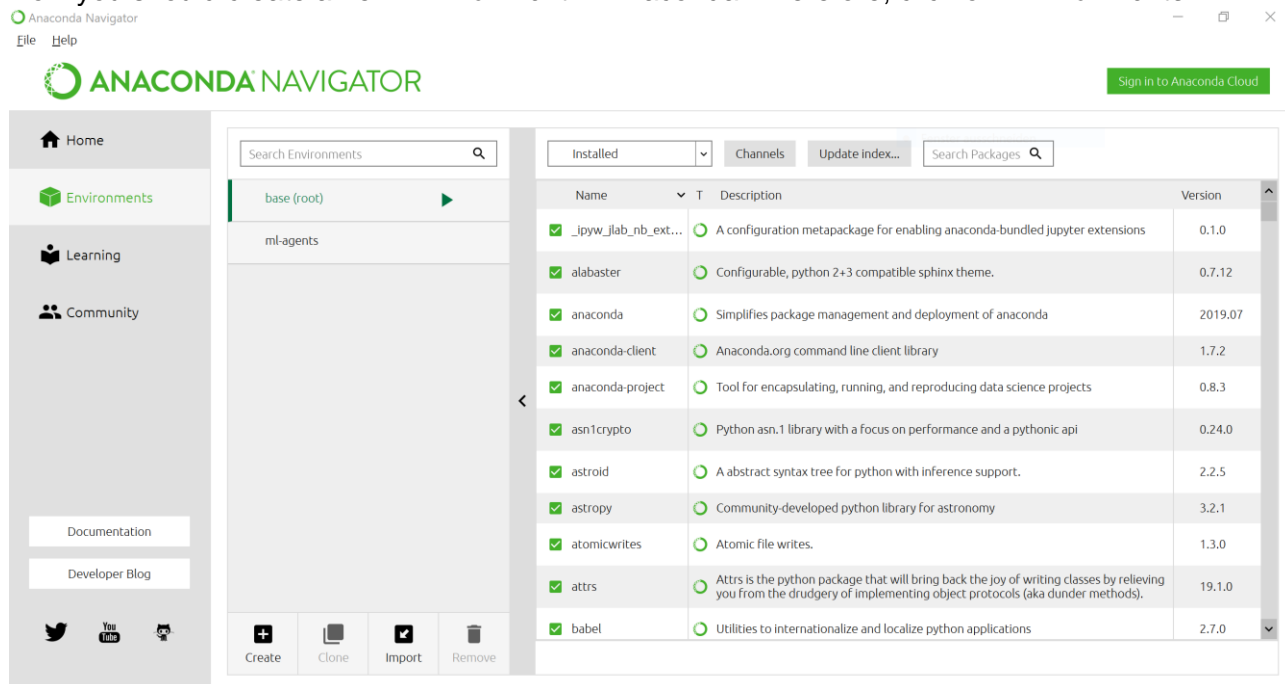 Anaconda Navigator
File Help
ANACONDA NAVIGATOR
Sign in to Anaconda Cloud
Home
Environments
Learning
Community
Documentation
Developer Blog
You
Tube
Search Environments
base (root)
ml-agents
Create Clone Import Remove
Installed Channels Update index... Search Packages
Name T Description Version
_ipyw_jlab_nb_ext... A configuration metapackage for enabling anaconda-bundled jupyter extensions 0.1.0
alabaster Configurable, python 2+3 compatible sphinx theme. 0.7.12
anaconda Simplifies package management and deployment of anaconda 2019.07
anaconda-client Anaconda.org command line client library 1.7.2
anaconda-project Tool for encapsulating, running, and reproducing data science projects 0.8.3
asn1crypto Python asn.1 library with a focus on performance and a pythonic api 0.24.0
astroid A abstract syntax tree for python with inference support. 2.2.5
astropy Community-developed python library for astronomy 3.2.1
atomicwrites Atomic file writes. 1.3.0
attrs Attrs is the python package that will bring back the joy of writing classes by relieving
you from the drudgery of implementing object protocols (aka dunder methods). 19.1.0
babel Utilities to internationalize and localize python applications 2.7.0